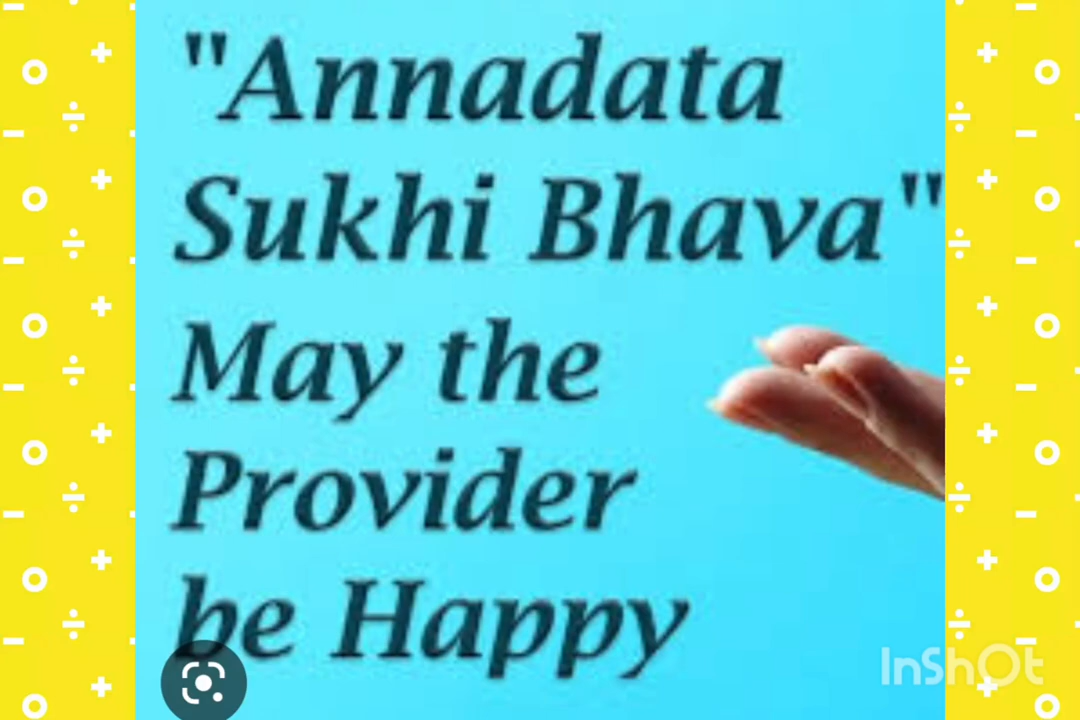 "Annadata
Sukhi Bhava"
May the
Provider
be Happy
InShOt